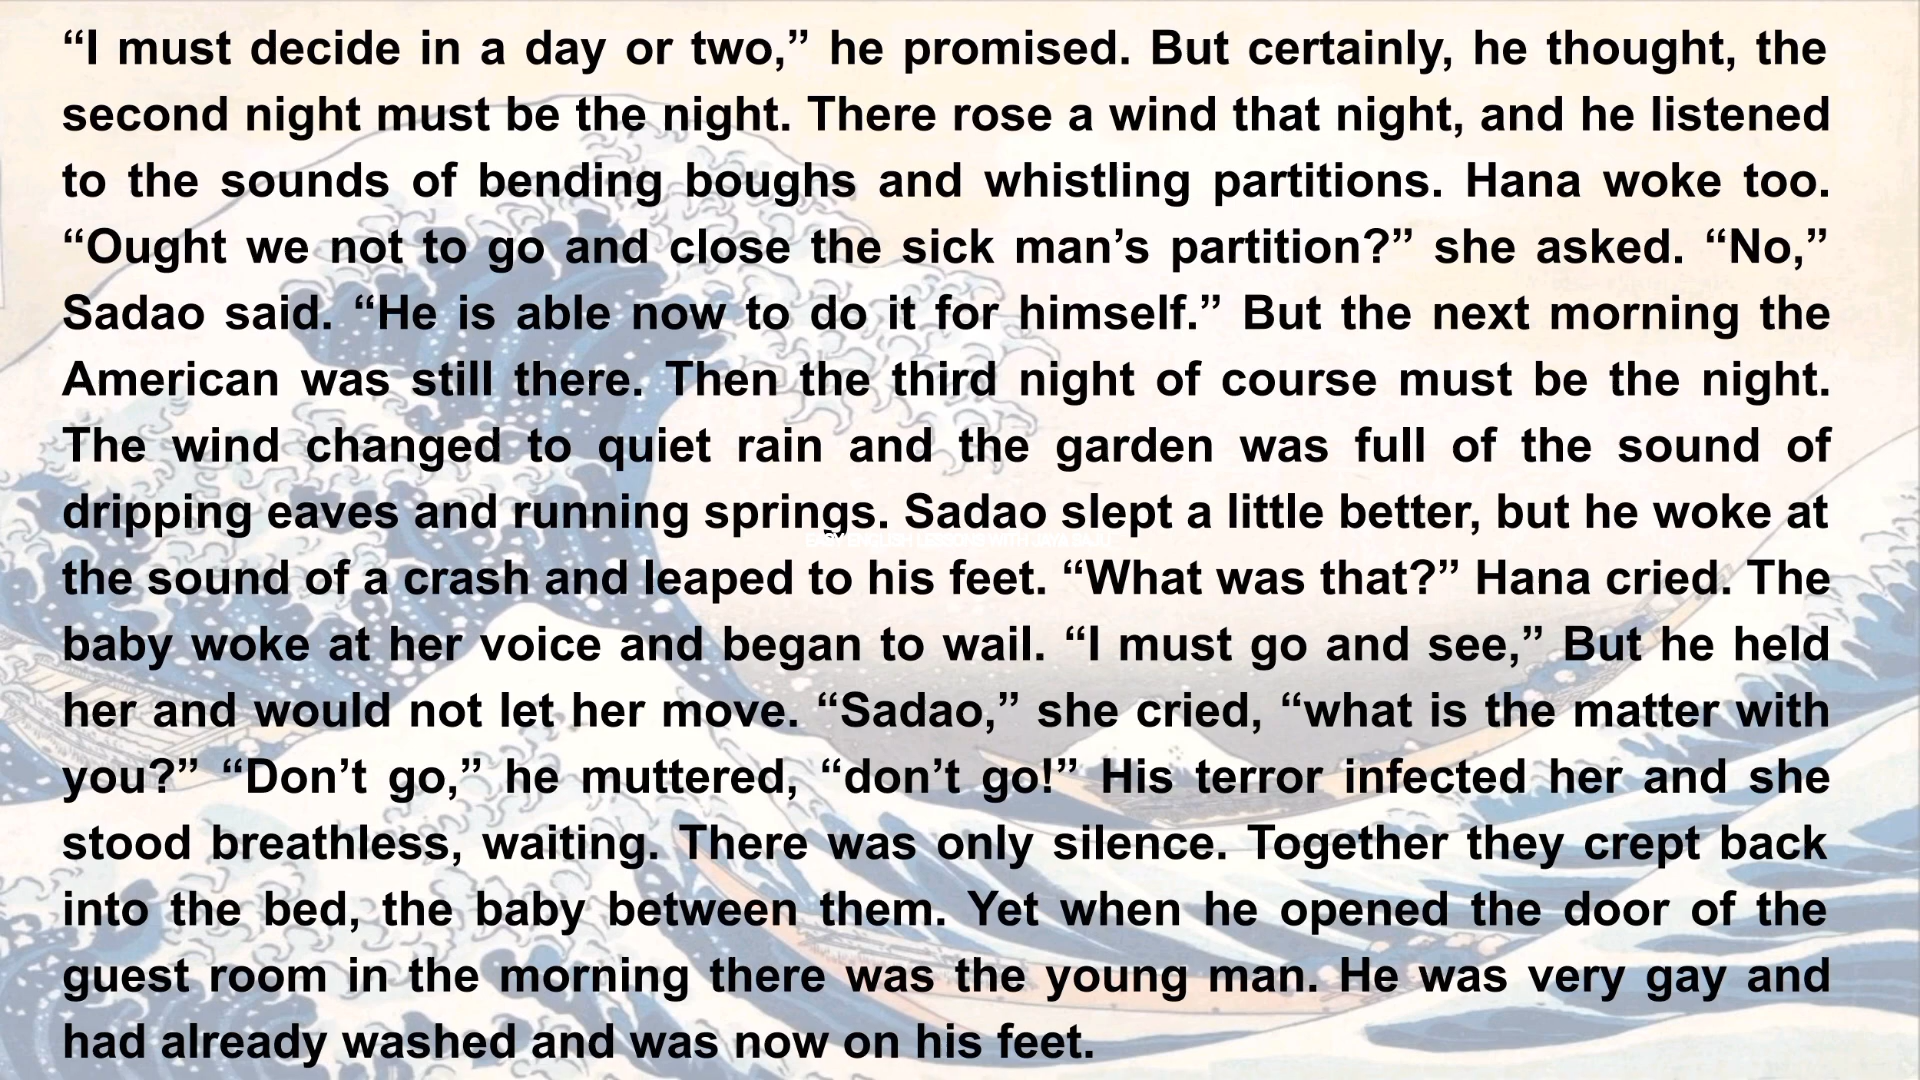 “I must decide in a day or two,” he promised. But certainly, he thought, the
second night must be the night. There rose a wind that night, and he listened
to the sounds of bending boughs and whistling partitions. Hana woke too.
“Ought we not to go and close the sick man’s partition?” she asked. “No,”
Sadao said. “He is able now to do it for himself.” But the next morning the
American was still there. Then the third night of course must be the night.
The wind changed to quiet rain and the garden was full of the sound of
dripping eaves and running springs. Sadao slept a little better, but he woke at
EASY ENGLISH LESSONS WITH JAYA SAJU
the sound of a crash and leaped to his feet. “What was that?” Hana cried. The
baby woke at her voice and began to wail. “I must go and see,” But he held
her and would not let her move. “Sadao,” she cried, “what is the matter with
you?” “Don’t go,” he muttered, “don’t go!” His terror infected her and she
stood breathless, waiting. There was only silence. Together they crept back
into the bed, the baby between them. Yet when he opened the door of the
guest room in the morning there was the young man. He was very gay and
had already washed and was now on his feet.